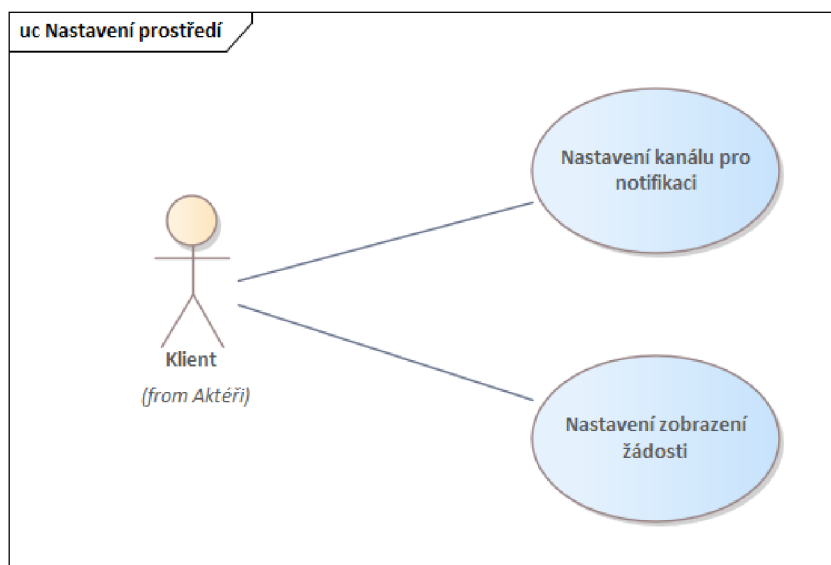 uc Nastavení prostředí
Nastavení kanálu pro
notifikaci
Klient
(from Aktéři)
Nastavení zobrazení
žádosti